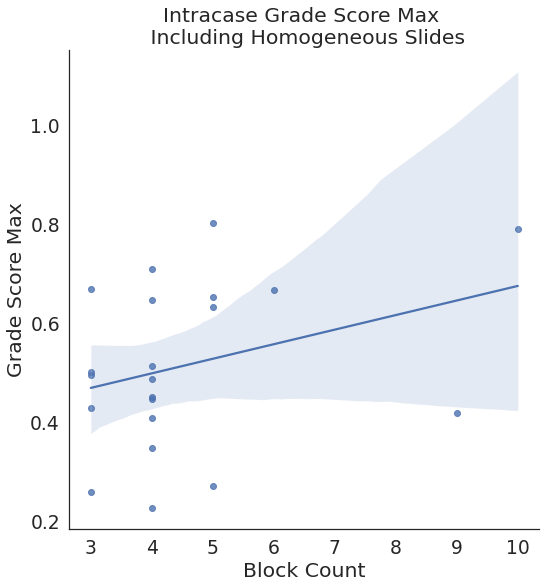 Intracase Grade Score Max
Including Homogeneous Slides
Grade Score Max
1.0
0.8
0.6
0.4
0.2
3 4 5 6 7 8 9 10
Block Count